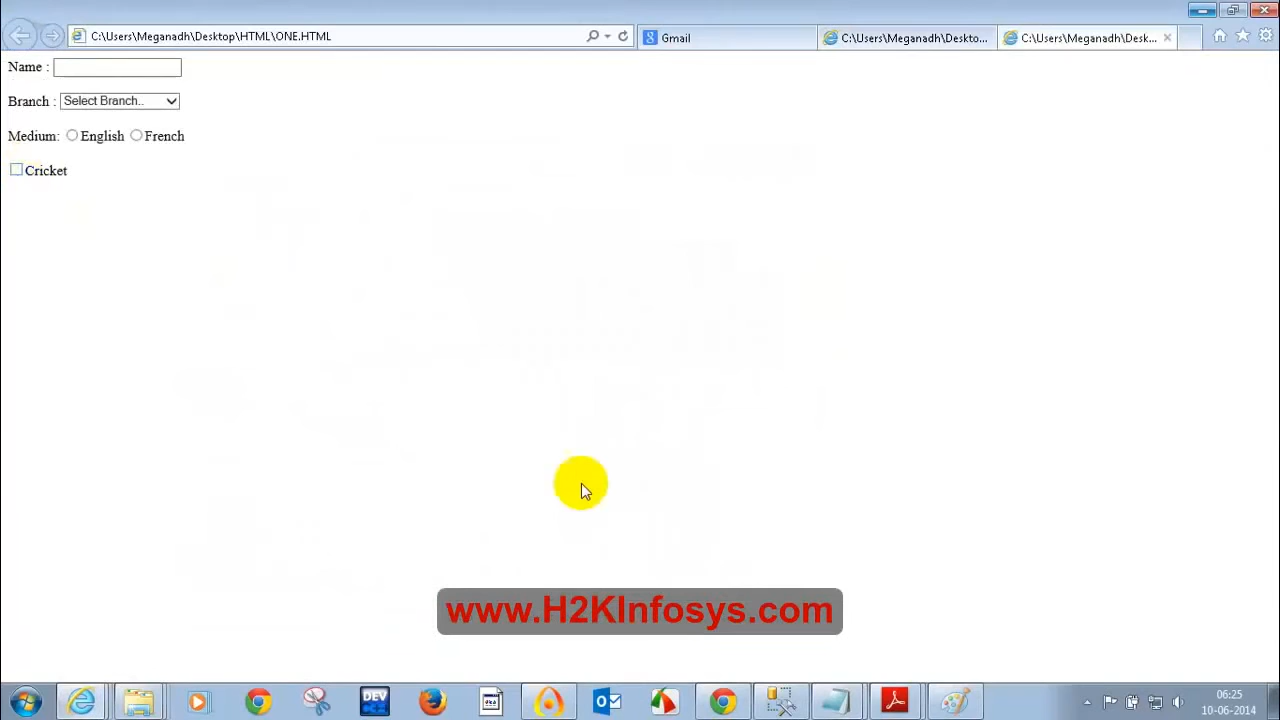 C:\Users\Meganadh\Desktop\HTML\ONE.HTML
Gmail
C:\Users\Meganadh\Deskto...
C:\Users\Meganadh\Desk...
Name :
Branch : Select Branch..
Medium: English French
Cricket
www.H2KInfosys.com
DEV
06:25
10-06-2014